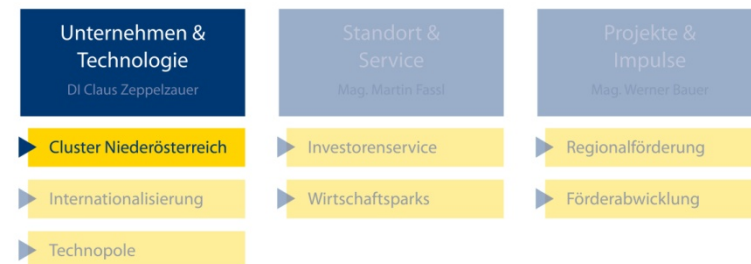 Unternehmen &
Technologie
DI Claus Zeppelzauer
Cluster Niederösterreich
Internationalisierung
Technopole
Standort &
Service
Mag. Martin Fassl
Investorenservice
Wirtschaftsparks
Projekte &
Impulse
Mag. Werner Bauer
Regionalförderung
Förderabwicklung